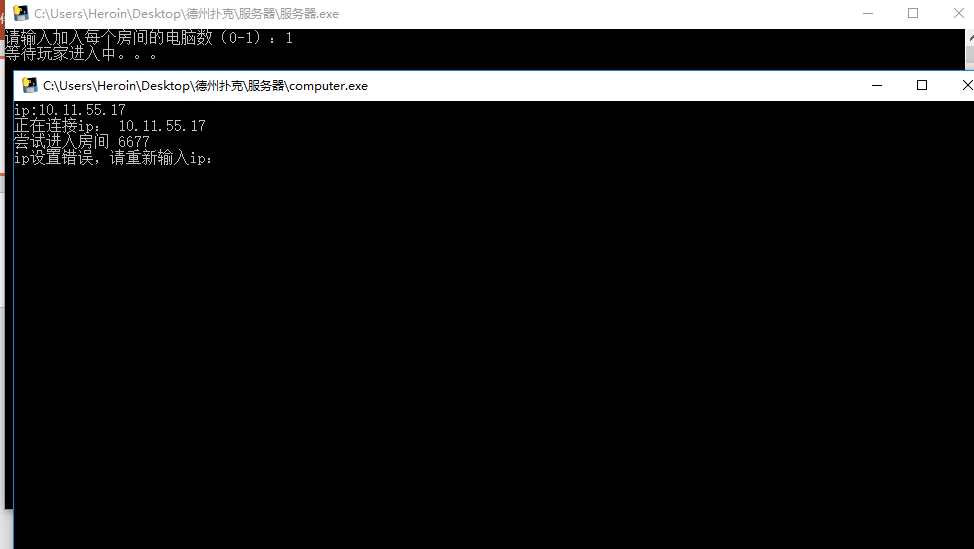 C:\Users\Heroin\Desktop\德州扑克\服务器\服务器.exe
请输入加入每个房间的电脑数（0-1）：1
等待玩家进入中。。。
C:\Users\Heroin\Desktop\德州扑克\服务器\computer.exe
ip:10.11.55.17
正在连接ip： 10.11.55.17
尝试进入房间 6677
ip设置错误，请重新输入ip：